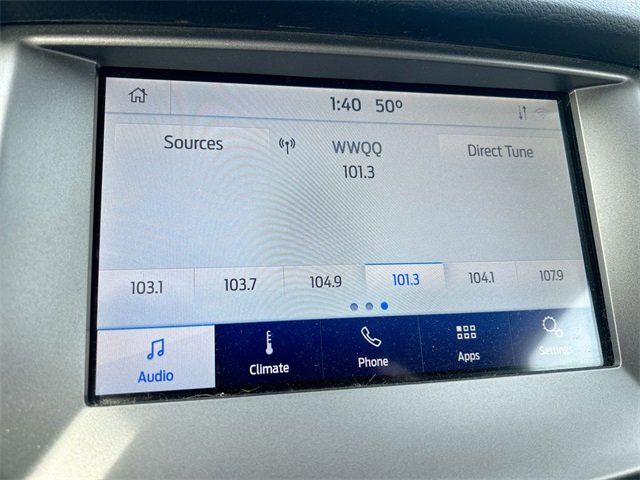 1:40 50°
Sources WWQQ Direct Tune
101.3
103.1 103.7 104.9 101.3 104.1 107.9
Audio Climate Phone Apps Settings